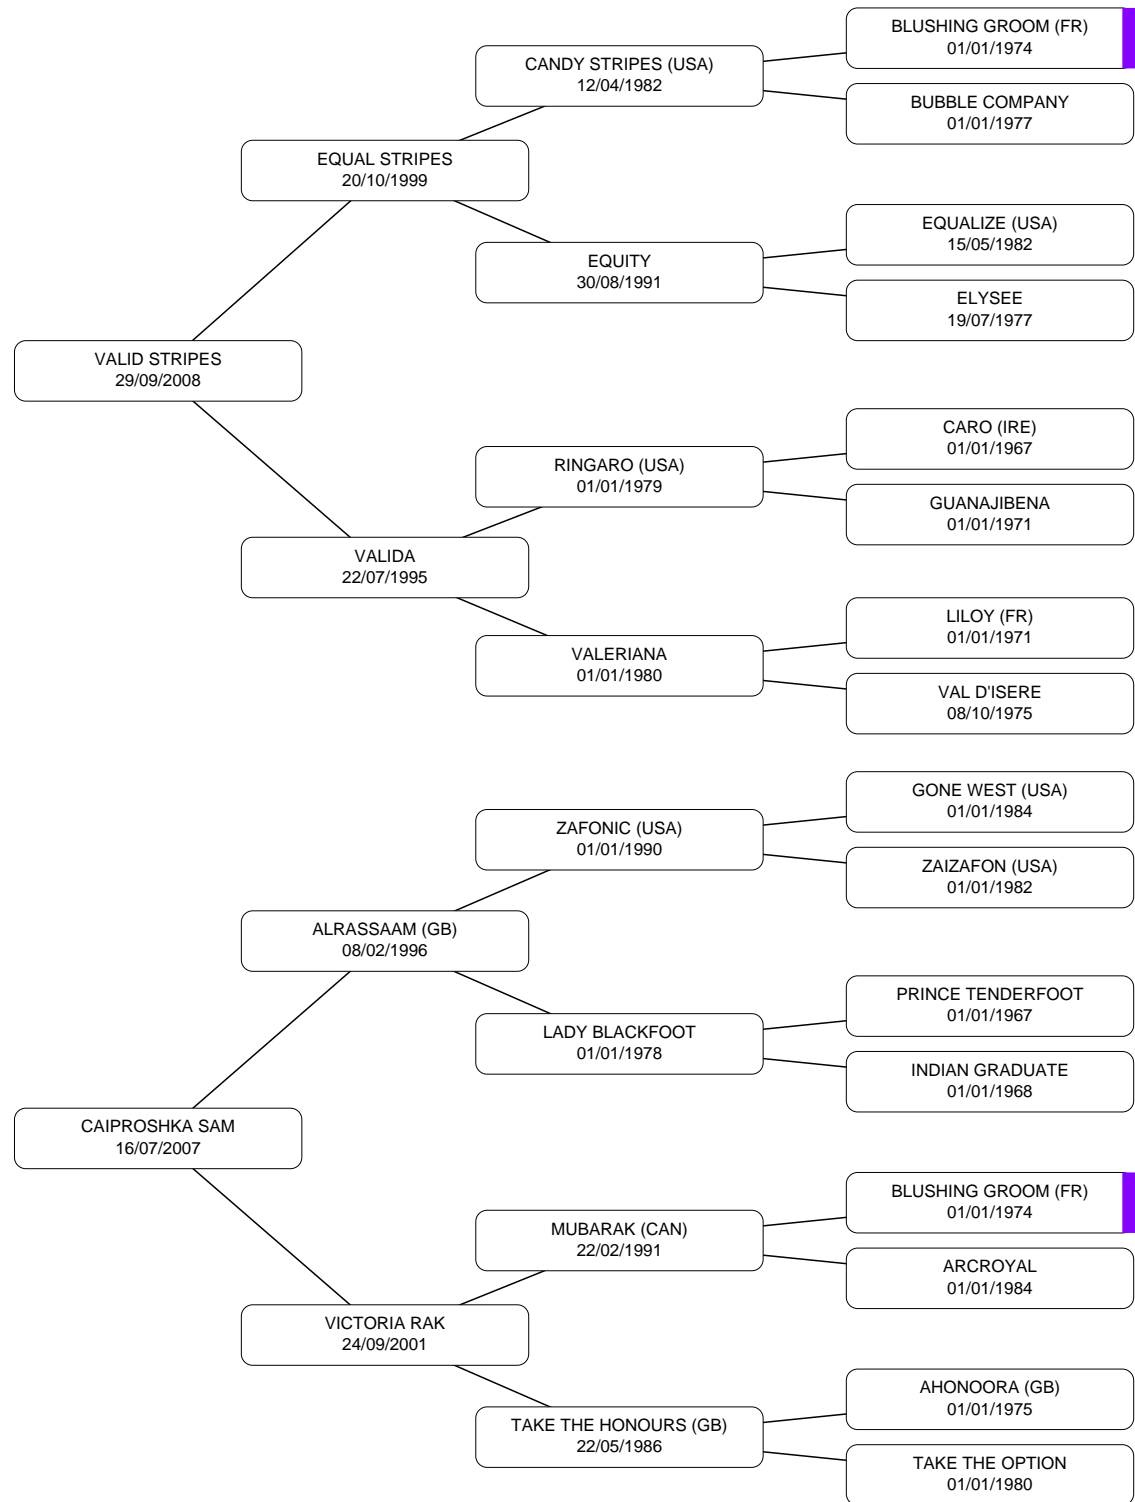 BLUSHING GROOM (FR)
01/01/1974
CANDY STRIPES (USA)
12/04/1982
BUBBLE COMPANY
01/01/1977
EQUAL STRIPES
20/10/1999
EQUALIZE (USA)
15/05/1982
EQUITY
30/08/1991
ELYSEE
19/07/1977
VALID STRIPES
29/09/2008
CARO (IRE)
01/01/1967
RINGARO (USA)
01/01/1979
GUANAJIBENA
01/01/1971
VALIDA
22/07/1995
LILOY (FR)
01/01/1971
VALERIANA
01/01/1980
VAL D'ISERE
08/10/1975
GONE WEST (USA)
01/01/1984
ZAFONIC (USA)
01/01/1990
ZAIZAFON (USA)
01/01/1982
ALRASSAAM (GB)
08/02/1996
PRINCE TENDERFOOT
01/01/1967
LADY BLACKFOOT
01/01/1978
INDIAN GRADUATE
01/01/1968
CAIPROSHKA SAM
16/07/2007
BLUSHING GROOM (FR)
01/01/1974
MUBARAK (CAN)
22/02/1991
ARCROYAL
01/01/1984
VICTORIA RAK
24/09/2001
AHONOORA (GB)
01/01/1975
TAKE THE HONOURS (GB)
22/05/1986
TAKE THE OPTION
01/01/1980